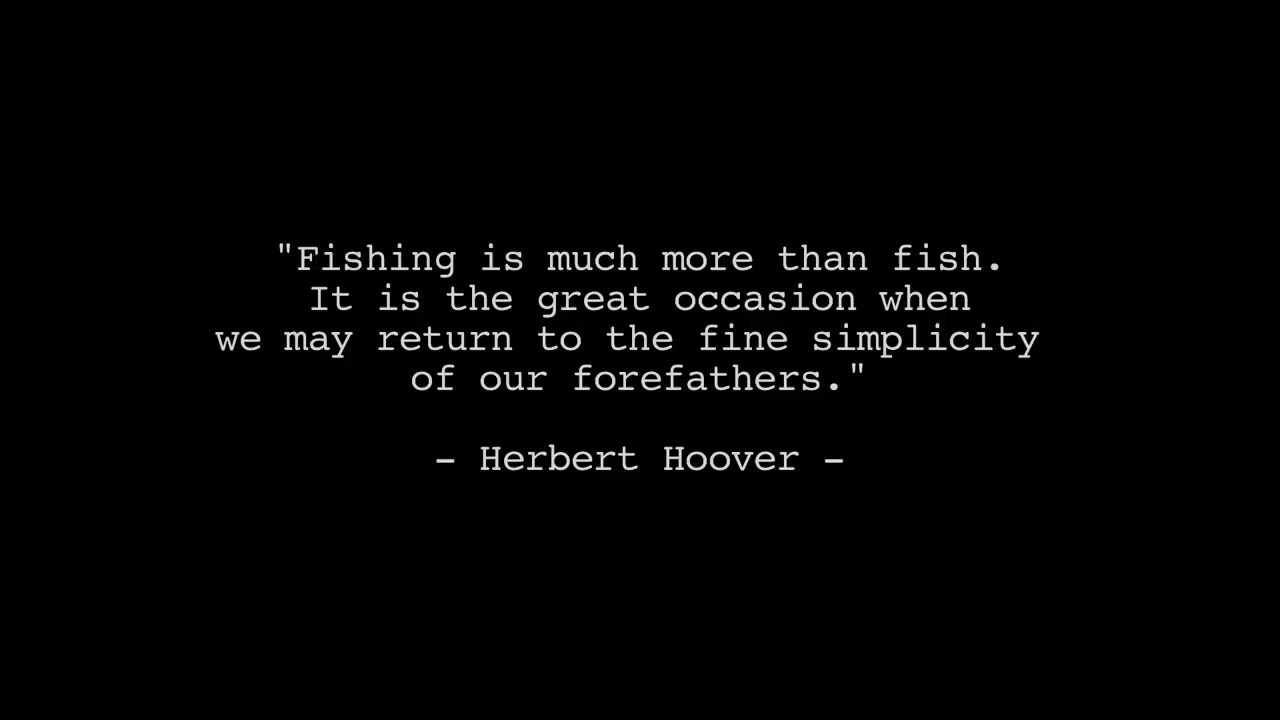 "Fishing is much more than fish.
It is the great occasion when
we may return to the fine simplicity
of our forefathers."
- Herbert Hoover -